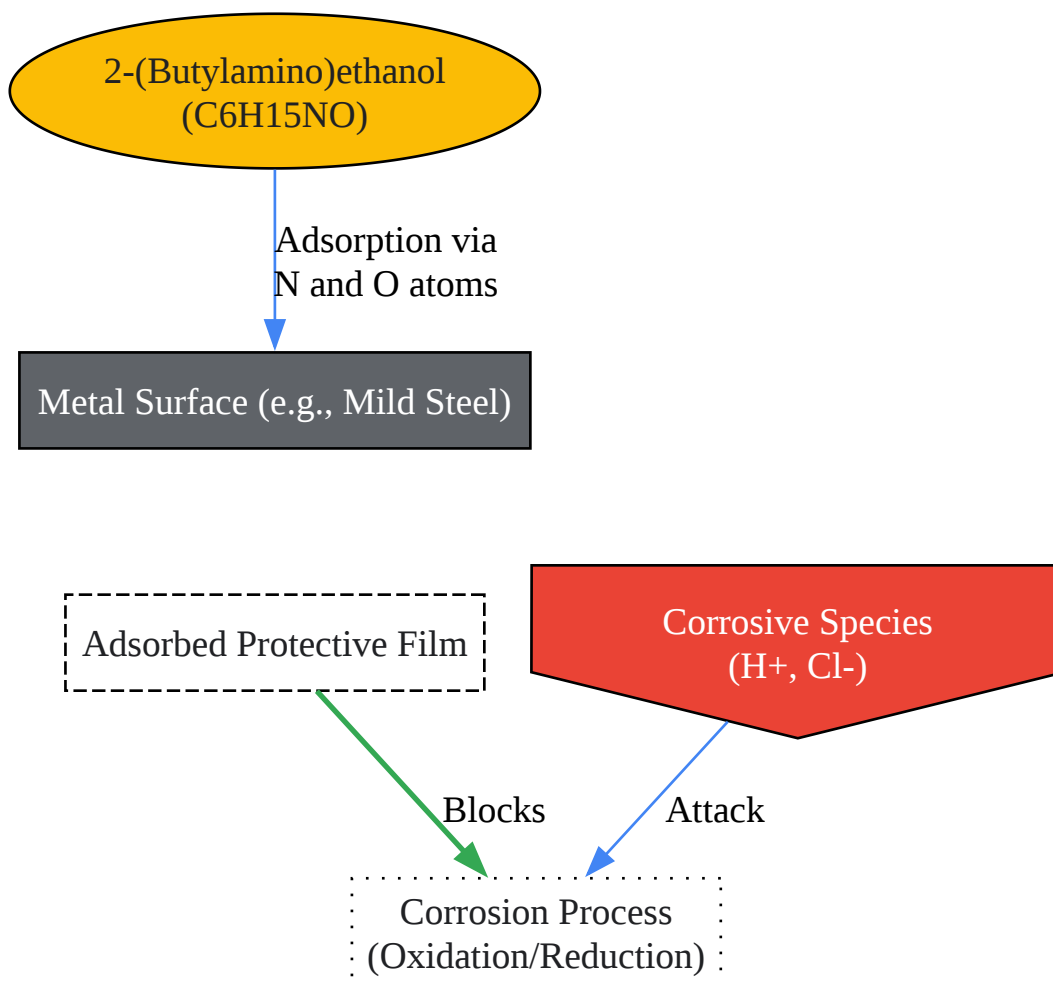 2-(Butylamino)ethanol
(C6H15NO)
Adsorption via
N and O atoms
Metal Surface (e.g., Mild Steel)
Adsorbed Protective Film
Corrosive Species
(H+, Cl-)
Blocks
Attack
Corrosion Process
(Oxidation/Reduction)